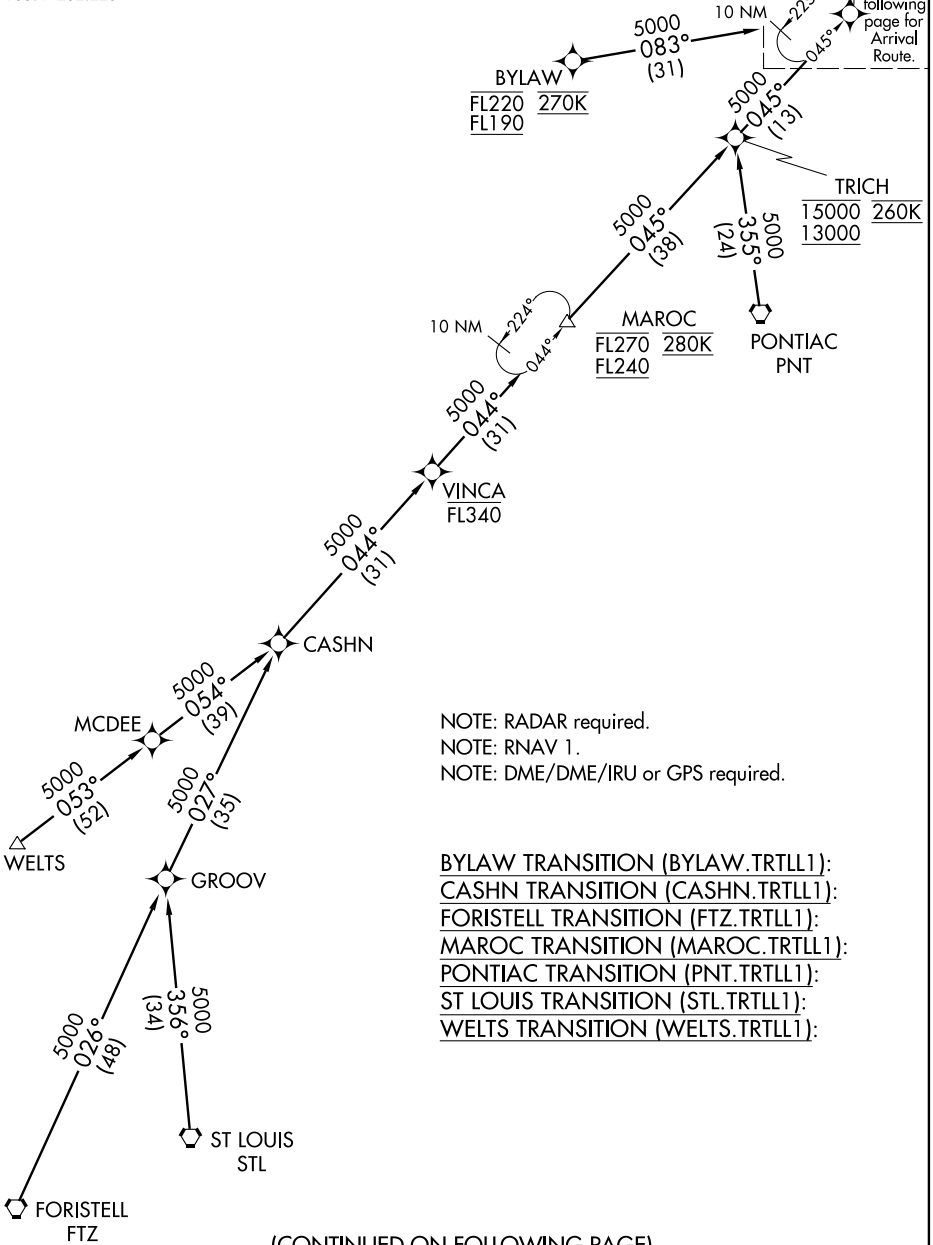 following
page for
Arrival
Route.
10 NM
045°
5000
083°
(31)
BYLAW
FL220 270K
FL190
5000
045°
(13)
TRICH
15000 260K
13000
5000
045°
(38)
5000
355°
(24)
PONTIAC
PNT
10 NM
224°
044°
MAROC
FL270 280K
FL240
5000
044°
(31)
VINCA
FL340
5000
044°
(31)
CASHN
5000
054°
(39)
MCDEE
5000
053°
(52)
WELTS
5000
027°
(35)
GROOV
NOTE: RADAR required.
NOTE: RNAV 1.
NOTE: DME/DME/IRU or GPS required.
BYLAW TRANSITION (BYLAW.TRTLL1):
CASHN TRANSITION (CASHN.TRTLL1):
FORISTELL TRANSITION (FTZ.TRTLL1):
MAROC TRANSITION (MAROC.TRTLL1):
PONTIAC TRANSITION (PNT.TRTLL1):
ST LOUIS TRANSITION (STL.TRTLL1):
WELTS TRANSITION (WELTS.TRTLL1):
5000
356°
(34)
5000
026°
(48)
ST LOUIS
STL
FORISTELL
FTZ
(CONTINUED ON FOLLOWING PAGE)